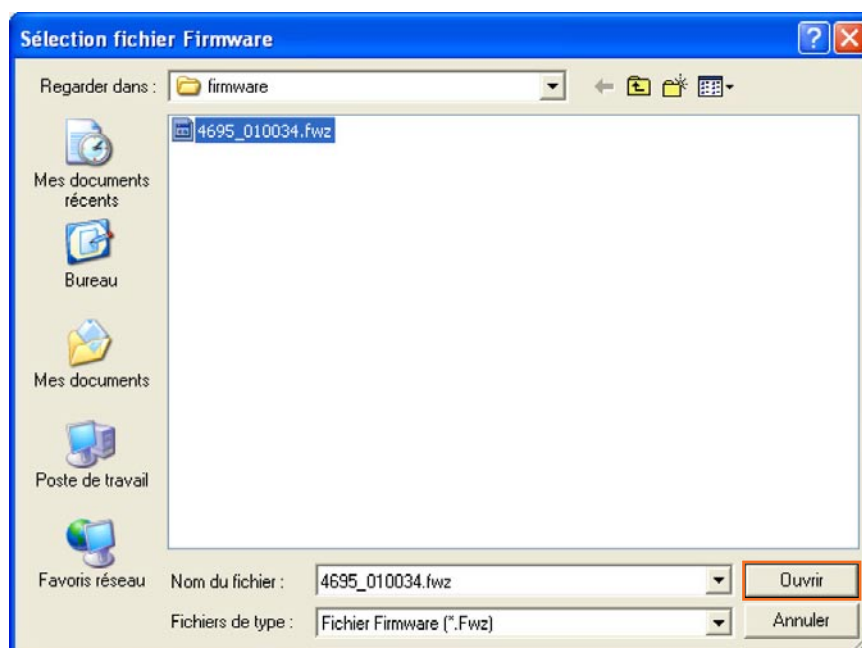 Sélection fichier Firmware
Regarder dans :
firmware
4695_010034.fwz
Mes documents
récents
Bureau
Mes documents
Poste de travail
Favoris réseau
Nom du fichier :
4695_010034.fwz
Ouvrir
Fichiers de type :
Fichier Firmware (*.Fwz)
Annuler